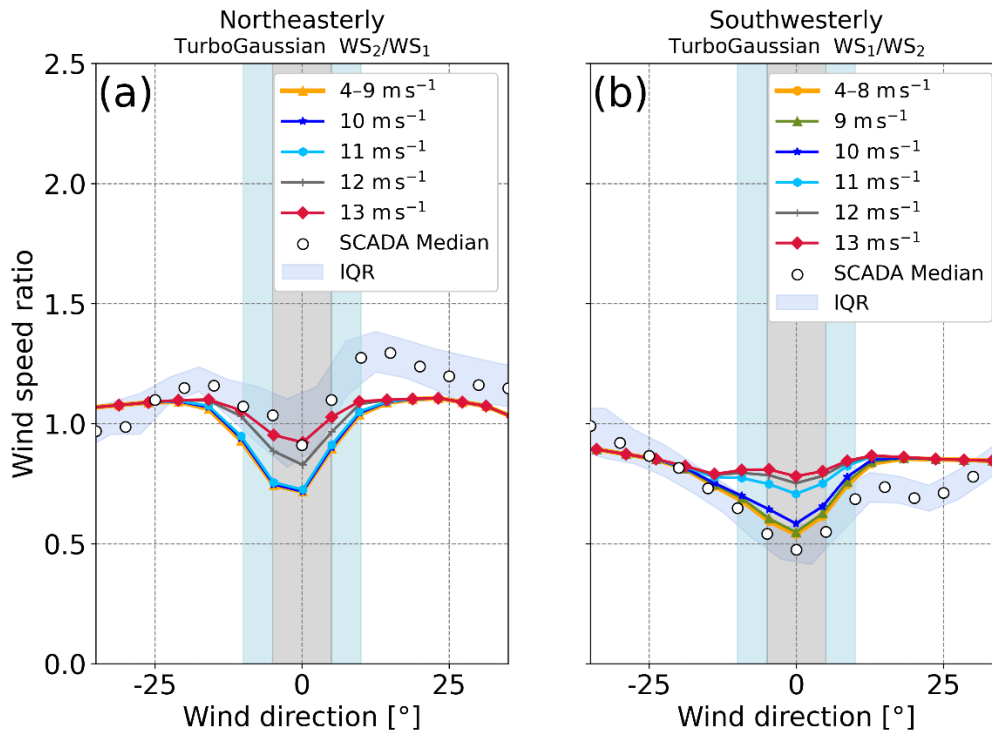 Northeasterly
TurboGaussian WS₂/WS₁
(a)
4–9 m s⁻¹
10 m s⁻¹
11 m s⁻¹
12 m s⁻¹
13 m s⁻¹
SCADA Median
IQR
2.5
2.0
1.5
1.0
0.5
0.0
Wind speed ratio
-25 0 25
Wind direction [°]
Southwesterly
TurboGaussian WS₁/WS₂
(b)
4–8 m s⁻¹
9 m s⁻¹
10 m s⁻¹
11 m s⁻¹
12 m s⁻¹
13 m s⁻¹
SCADA Median
IQR
-25 0 25
Wind direction [°]